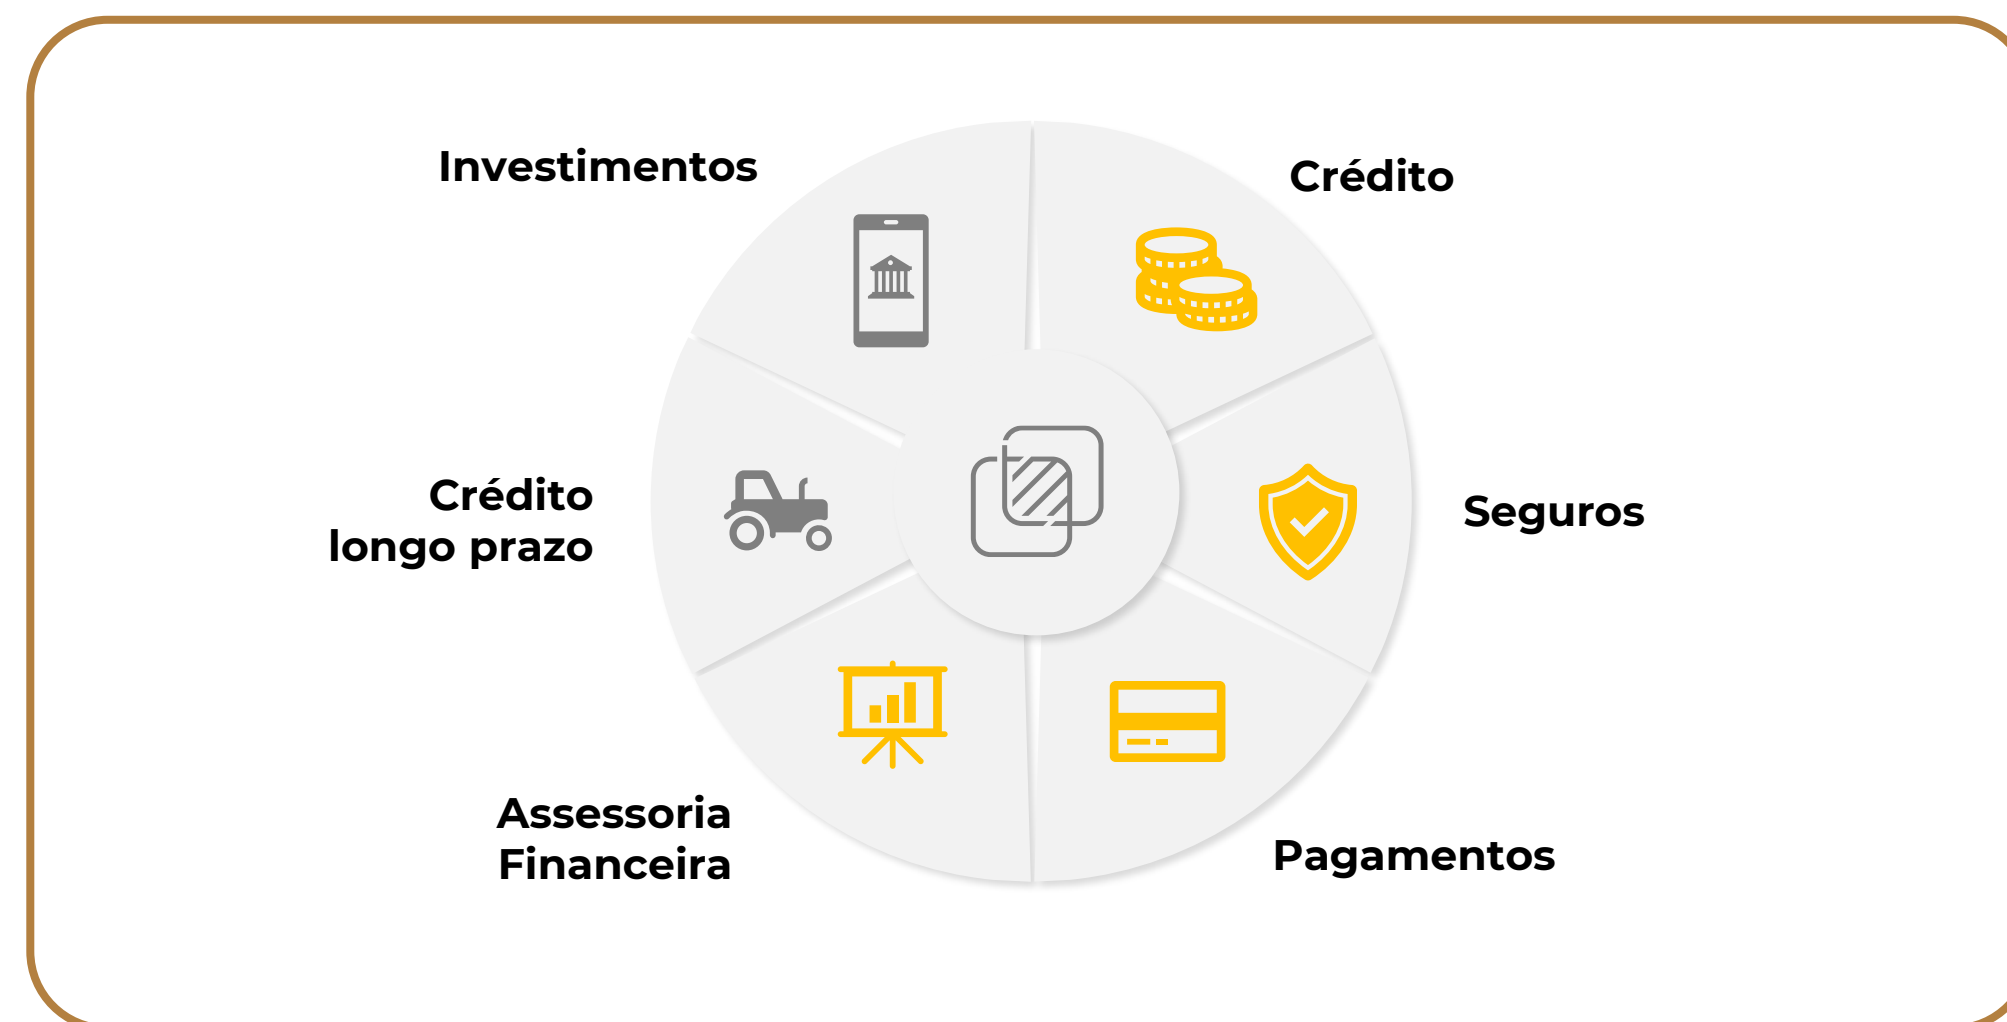 Investimentos
Crédito
Crédito
longo prazo
Seguros
Assessoria
Financeira
Pagamentos